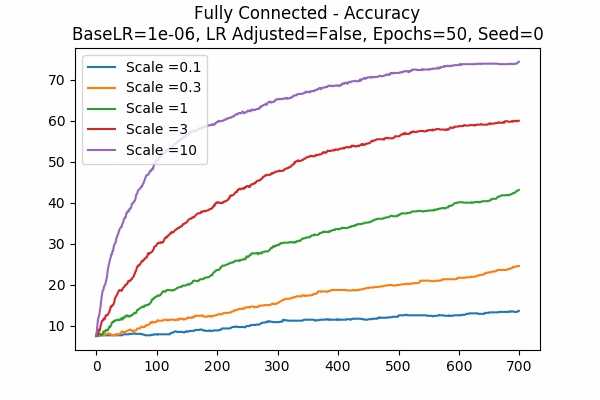 Fully Connected - Accuracy
BaseLR=1e-06, LR Adjusted=False, Epochs=50, Seed=0
Scale =0.1
Scale =0.3
Scale =1
Scale =3
Scale =10
70
60
50
40
30
20
10
0 100 200 300 400 500 600 700